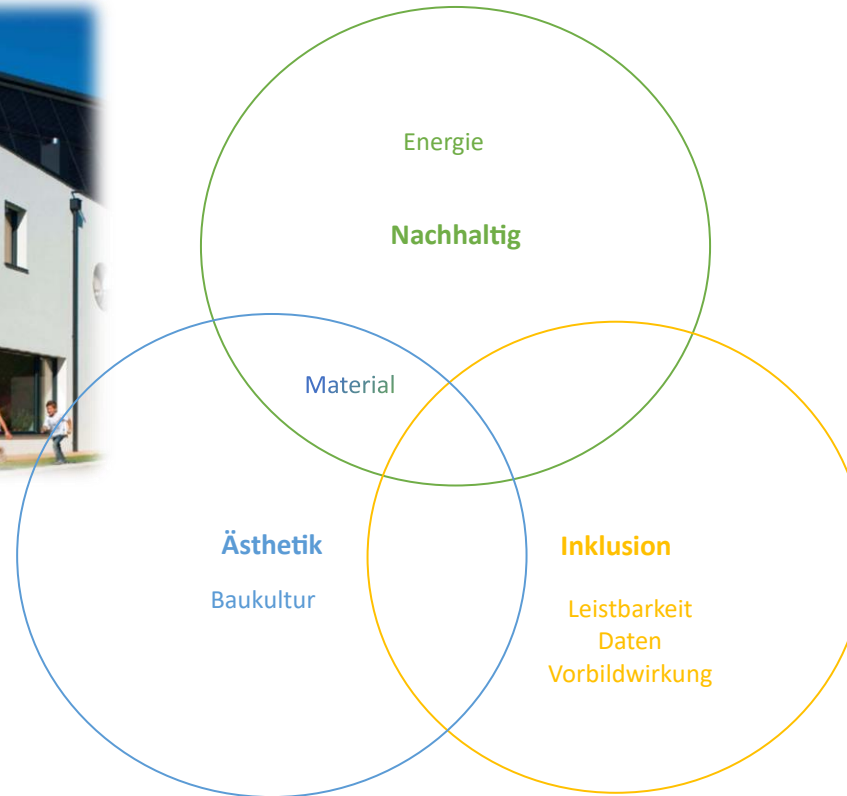 Energie
Nachhaltig
Material
Ästhetik
Baukultur
Inklusion
Leistbarkeit
Daten
Vorbildwirkung